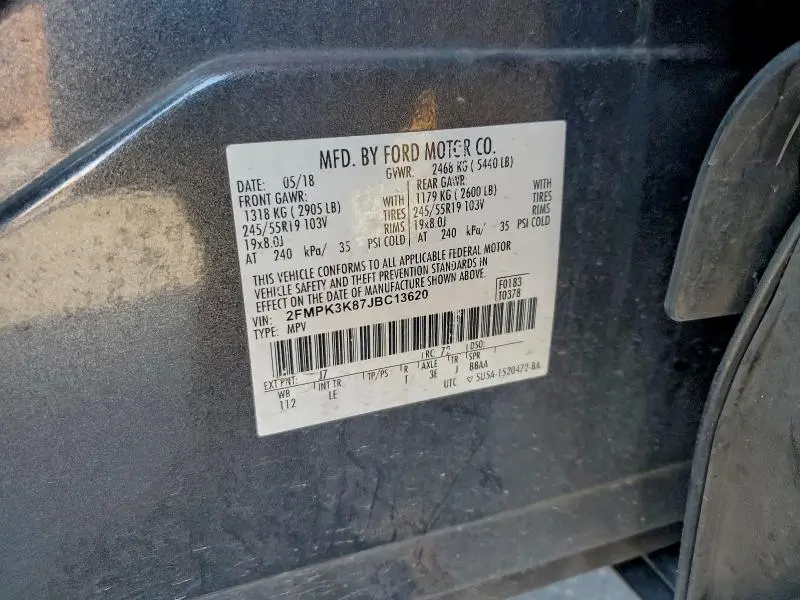 MFD. BY FORD MOTOR CO.
DATE: 05/18 GVWR: 2468 KG ( 5440 LB)
FRONT GAWR: REAR GAWR:
1318 KG ( 2905 LB) WITH 1179 KG ( 2600 LB) WITH
245/55R19 103V TIRES 245/55R19 103V TIRES
19x8.0J RIMS 19x8.0J RIMS
AT 240 kPa/ 35 PSI COLD AT 240 kPa/ 35 PSI COLD
THIS VEHICLE CONFORMS TO ALL APPLICABLE FEDERAL MOTOR
VEHICLE SAFETY AND THEFT PREVENTION STANDARDS IN
EFFECT ON THE DATE OF MANUFACTURE SHOWN ABOVE.
VIN: 2FMPK3K87JBC13620 F0183
TYPE: MPV T0378
EXT PNT: J7 RC: 72 DSO:
WB INT TR TP/PS R AXLE TR SPR
112 LE T 3E J BBAA
UTC ▽ 5U5A-1520472-BA